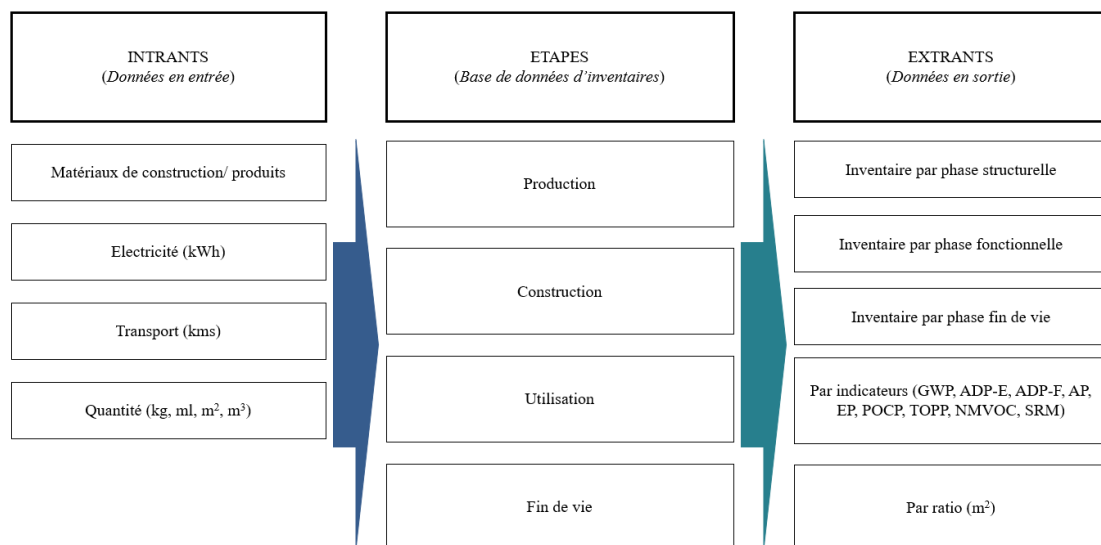 INTRANTS
(Données en entrée)
Matériaux de construction/ produits
Electricité (kWh)
Transport (kms)
Quantité (kg, ml, m², m³)
ETAPES
(Base de données d’inventaires)
Production
Construction
Utilisation
Fin de vie
EXTRANTS
(Données en sortie)
Inventaire par phase structurelle
Inventaire par phase fonctionnelle
Inventaire par phase fin de vie
Par indicateurs (GWP, ADP-E, ADP-F, AP,
EP, POCP, TOPP, NMVOC, SRM)
Par ratio (m²)